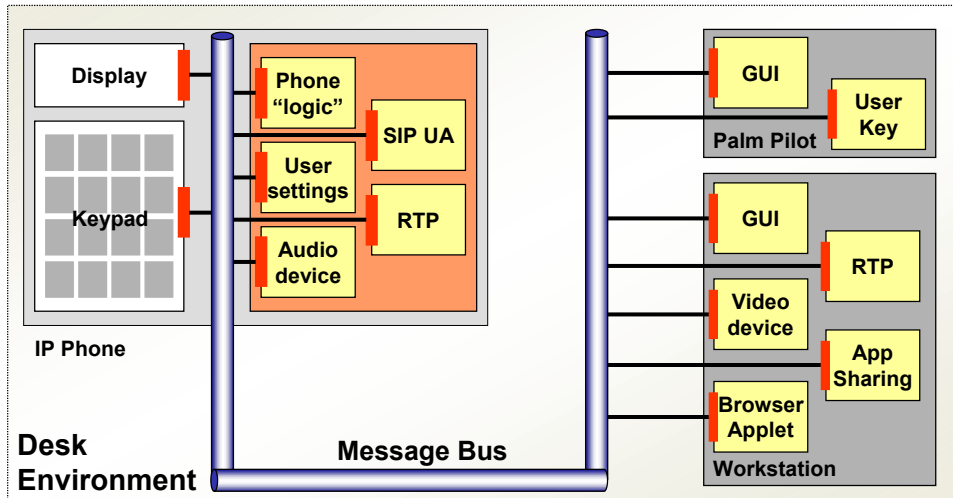 Display
Keypad
Phone
“logic”
SIP UA
User
settings
RTP
Audio
device
IP Phone
GUI
User
Key
Palm Pilot
GUI
RTP
Video
device
App
Sharing
Browser
Applet
Workstation
Message Bus
Desk
Environment